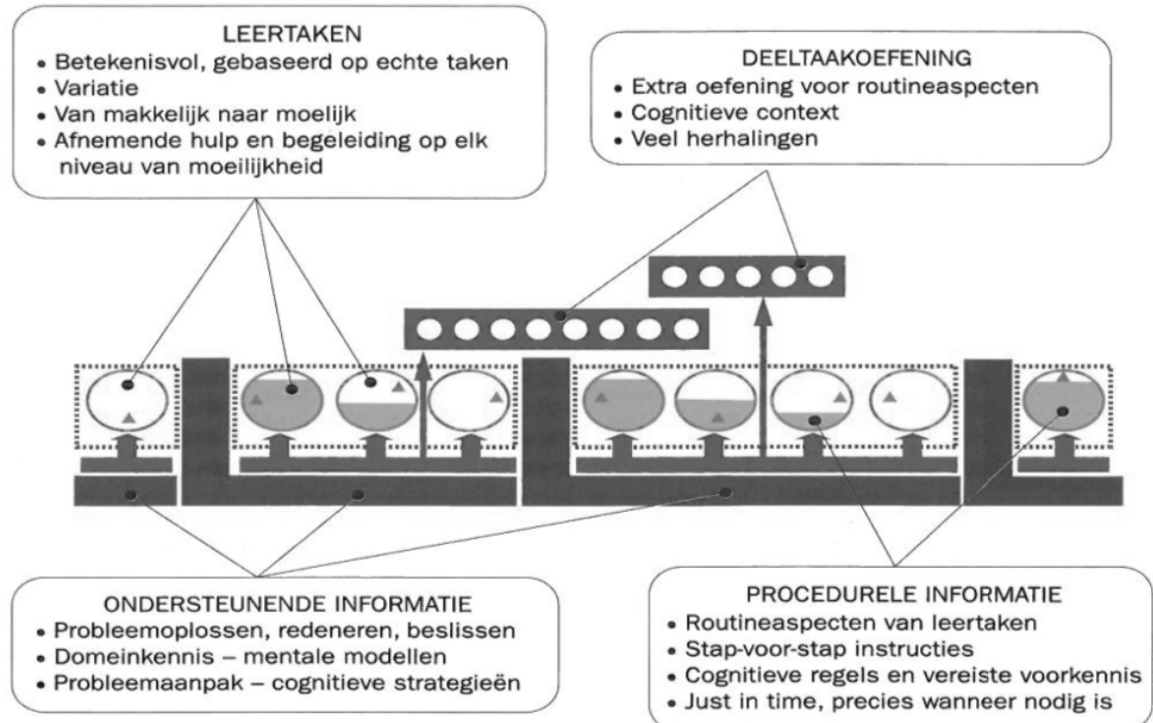 LEERTAKEN
• Betekenisvol, gebaseerd op echte taken
• Variatie
• Van makkelijk naar moelijk
• Afnemende hulp en begeleiding op elk
niveau van moeilijkheid
DEELTAAKOEFENING
• Extra oefening voor routineaspecten
• Cognitieve context
• Veel herhalingen
ONDERSTEUNENDE INFORMATIE
• Probleemoplossen, redeneren, beslissen
• Domeinkennis – mentale modellen
• Probleemaanpak – cognitieve strategieën
PROCEDURELE INFORMATIE
• Routineaspecten van leertaken
• Stap-voor-stap instructies
• Cognitieve regels en vereiste voorkennis
• Just in time, precies wanneer nodig is